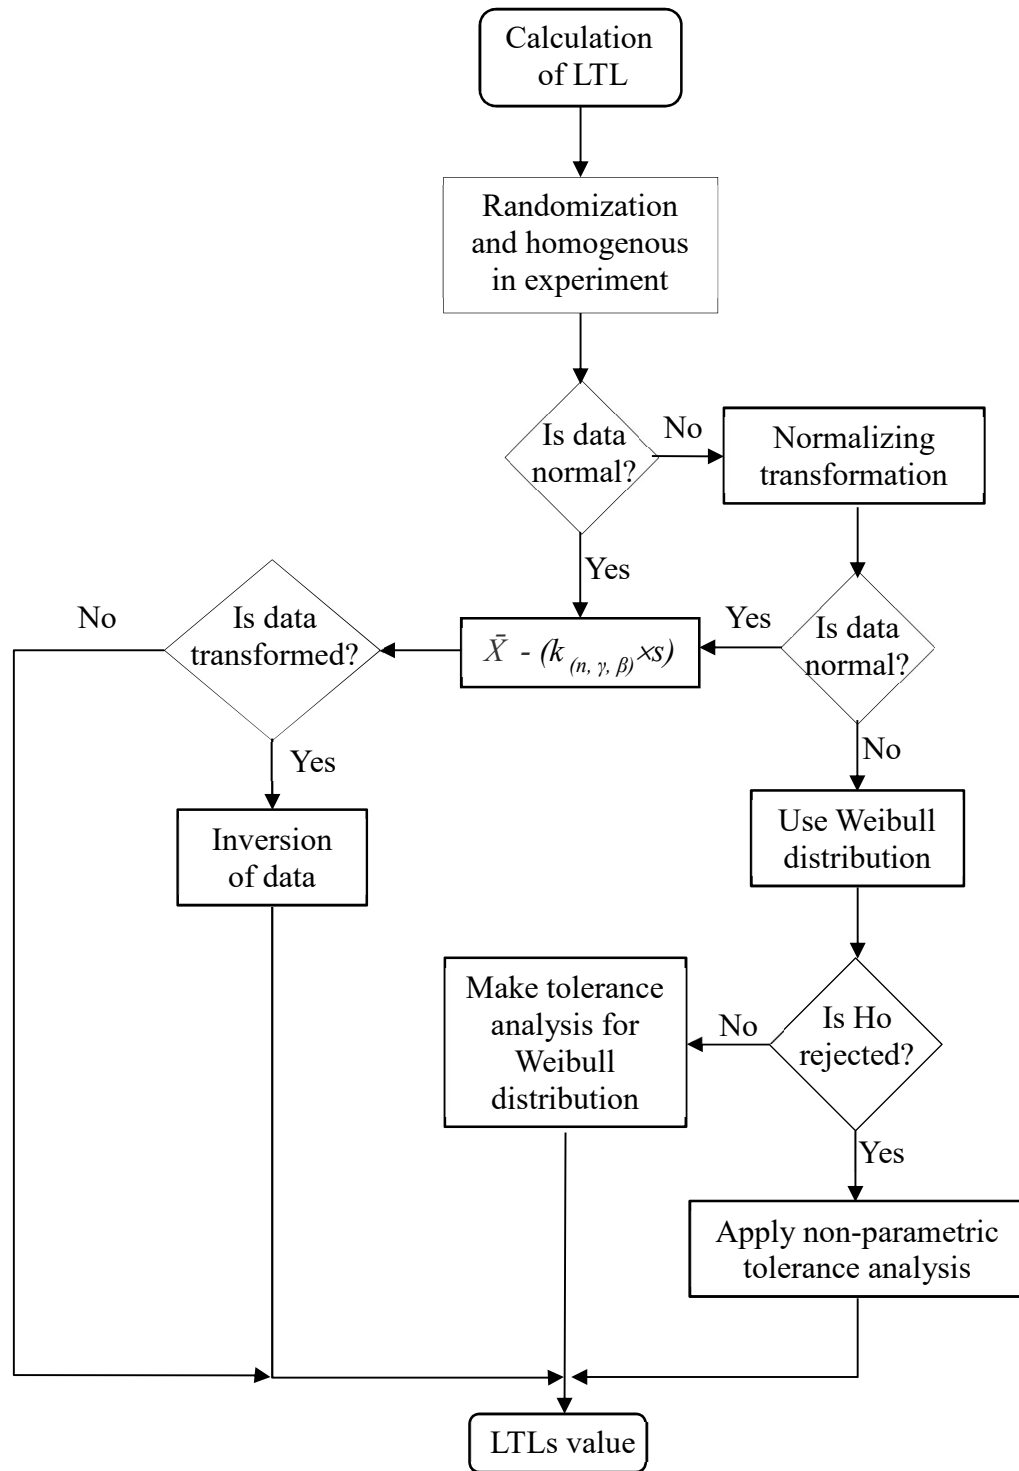 Calculation
of LTL
Randomization
and homogenous
in experiment
Is data
normal?
No
Normalizing
transformation
Yes
No
Is data
transformed?
X̄ - (k (n, γ, β) ×s)
Yes
Is data
normal?
Yes
No
Inversion
of data
Use Weibull
distribution
Make tolerance
analysis for
Weibull
distribution
No
Is Ho
rejected?
Yes
Apply non-parametric
tolerance analysis
LTLs value